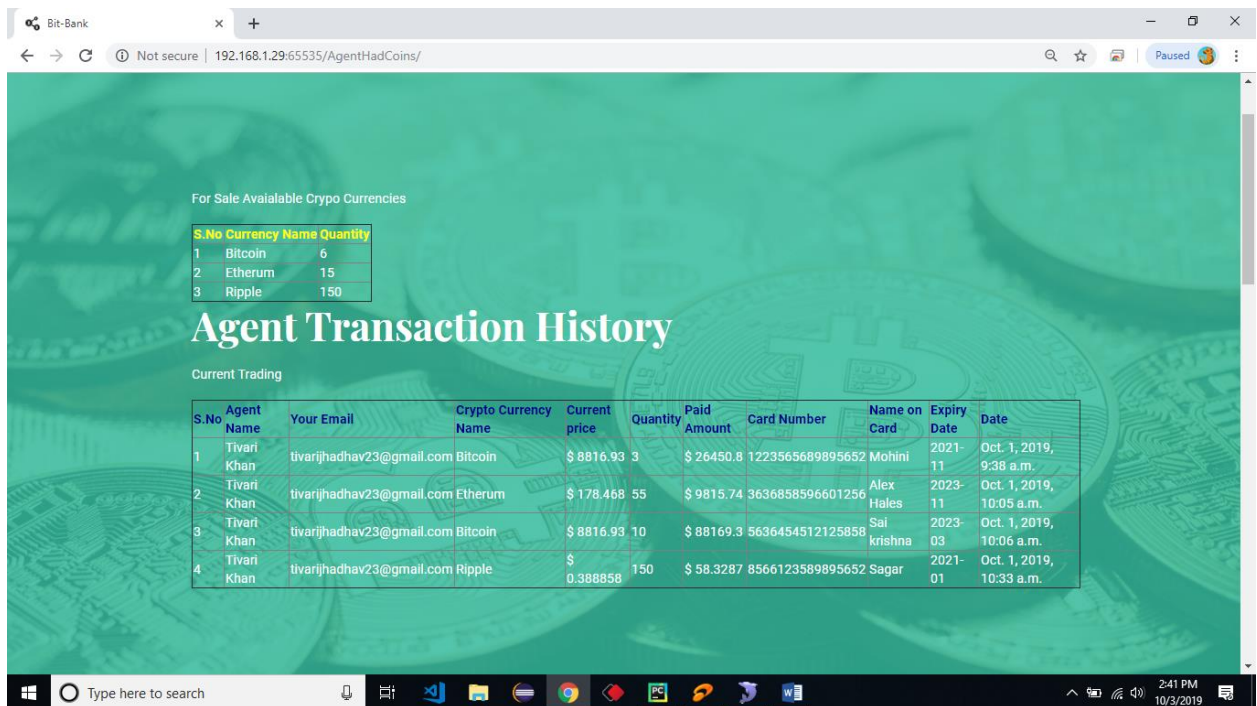 Bit-Bank
Not secure | 192.168.1.29:65535/AgentHadCoins/
Paused
For Sale Avaialable Crypo Currencies
S.No Currency Name Quantity
1 Bitcoin 6
2 Etherum 15
3 Ripple 150
Agent Transaction History
Current Trading
S.No Agent Name Your Email Crypto Currency Name Current price Quantity Paid Amount Card Number Name on Card Expiry Date Date
1 Tivari Khan tivarijhadhav23@gmail.com Bitcoin $ 8816.93 3 $ 26450.8 1223565689895652 Mohini 2021-11 Oct. 1, 2019, 9:38 a.m.
2 Tivari Khan tivarijhadhav23@gmail.com Etherum $ 178.468 55 $ 9815.74 3636858596601256 Alex Hales 2023-11 Oct. 1, 2019, 10:05 a.m.
3 Tivari Khan tivarijhadhav23@gmail.com Bitcoin $ 8816.93 10 $ 88169.3 5636454512125858 Sai krishna 2023-03 Oct. 1, 2019, 10:06 a.m.
4 Tivari Khan tivarijhadhav23@gmail.com Ripple $ 0.388858 150 $ 58.3287 8566123589895652 Sagar 2021-01 Oct. 1, 2019, 10:33 a.m.
Type here to search
2:41 PM
10/3/2019